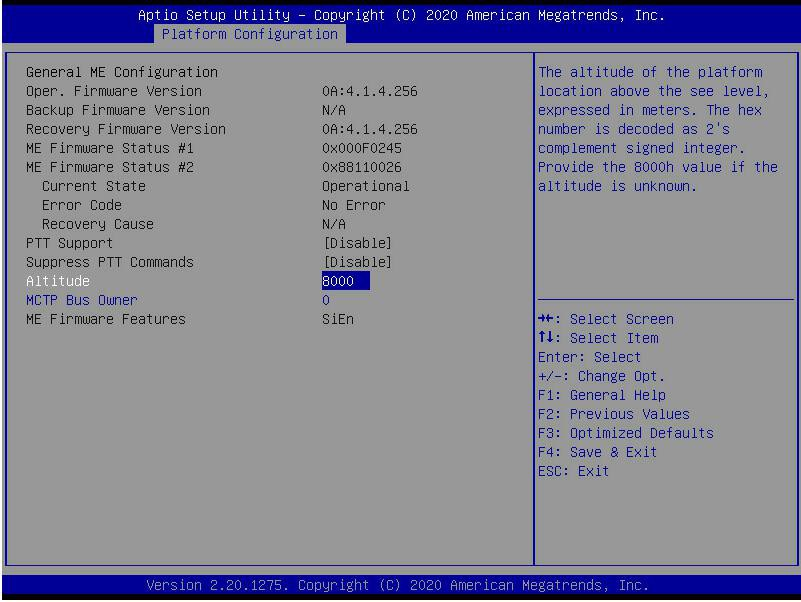 Aptio Setup Utility – Copyright (C) 2020 American Megatrends, Inc.
Platform Configuration
General ME Configuration
Oper. Firmware Version 0A:4.1.4.256
Backup Firmware Version N/A
Recovery Firmware Version 0A:4.1.4.256
ME Firmware Status #1 0x000F0245
ME Firmware Status #2 0x88110026
Current State Operational
Error Code No Error
Recovery Cause N/A
PTT Support [Disable]
Suppress PTT Commands [Disable]
Altitude 8000
MCTP Bus Owner 0
ME Firmware Features SiEn
The altitude of the platform
location above the see level,
expressed in meters. The hex
number is decoded as 2's
complement signed integer.
Provide the 8000h value if the
altitude is unknown.
→←: Select Screen
↑↓: Select Item
Enter: Select
+/-: Change Opt.
F1: General Help
F2: Previous Values
F3: Optimized Defaults
F4: Save & Exit
ESC: Exit
Version 2.20.1275. Copyright (C) 2020 American Megatrends, Inc.